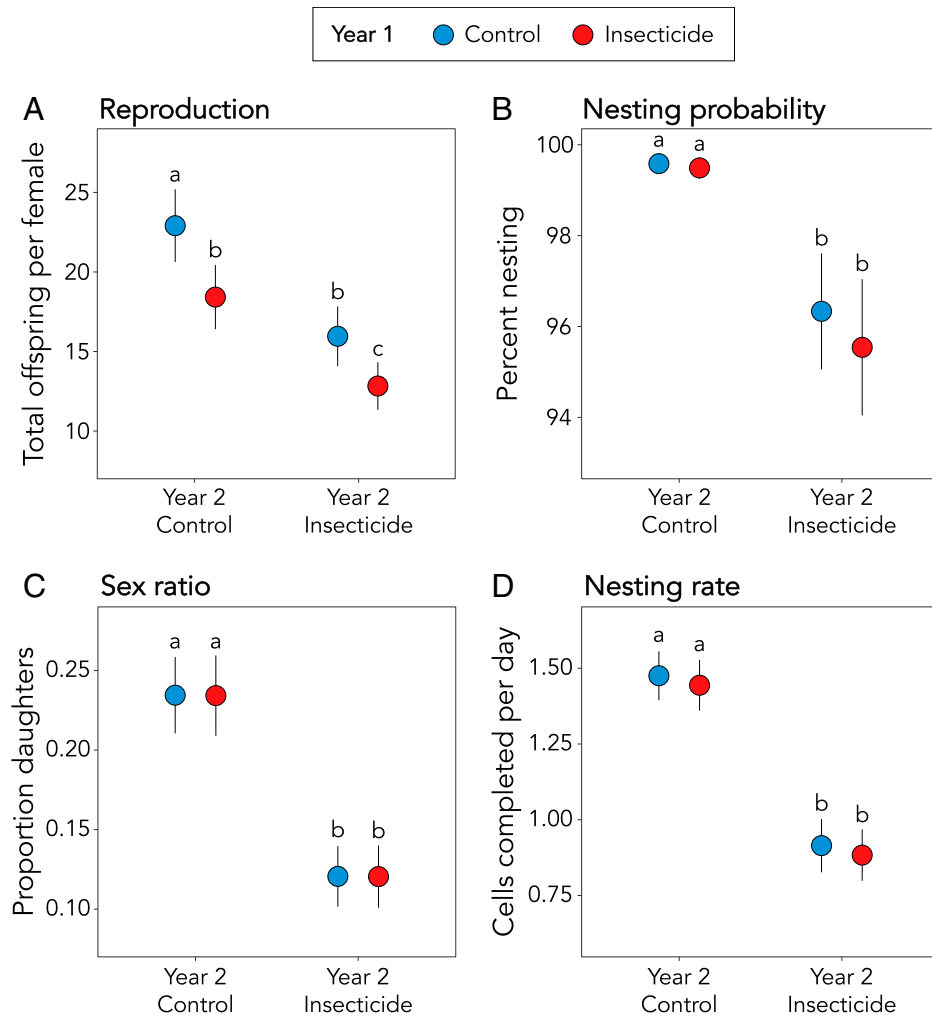 Year 1 Control Insecticide
A Reproduction
Total offspring per female
25
20
15
10
a
b
b
c
Year 2 Control
Year 2 Insecticide
B Nesting probability
Percent nesting
100
98
96
94
a
a
b
b
Year 2 Control
Year 2 Insecticide
C Sex ratio
Proportion daughters
0.25
0.20
0.15
0.10
a
a
b
b
Year 2 Control
Year 2 Insecticide
D Nesting rate
Cells completed per day
1.50
1.25
1.00
0.75
a
a
b
b
Year 2 Control
Year 2 Insecticide